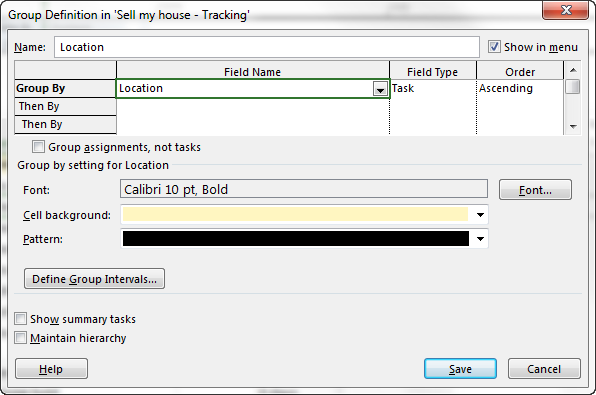 Group Definition in 'Sell my house - Tracking'
Name: Location Show in menu
Field Name Field Type Order
Group By Location Task Ascending
Then By
Then By
Group assignments, not tasks
Group by setting for Location
Font: Calibri 10 pt, Bold Font...
Cell background:
Pattern:
Define Group Intervals...
Show summary tasks
Maintain hierarchy
Help Save Cancel